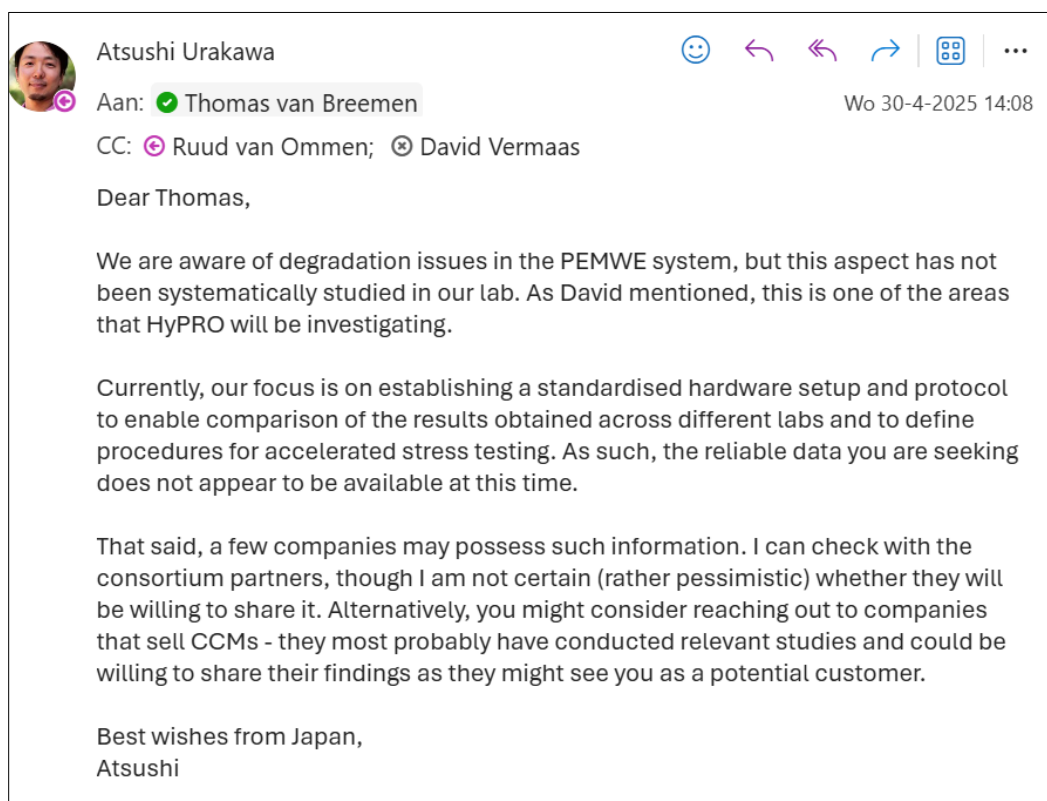 Atsushi Urakawa
Aan: Thomas van Breemen
Wo 30-4-2025 14:08
CC: Ruud van Ommen; David Vermaas
Dear Thomas,
We are aware of degradation issues in the PEMWE system, but this aspect has not
been systematically studied in our lab. As David mentioned, this is one of the areas
that HyPRO will be investigating.
Currently, our focus is on establishing a standardised hardware setup and protocol
to enable comparison of the results obtained across different labs and to define
procedures for accelerated stress testing. As such, the reliable data you are seeking
does not appear to be available at this time.
That said, a few companies may possess such information. I can check with the
consortium partners, though I am not certain (rather pessimistic) whether they will
be willing to share it. Alternatively, you might consider reaching out to companies
that sell CCMs - they most probably have conducted relevant studies and could be
willing to share their findings as they might see you as a potential customer.
Best wishes from Japan,
Atsushi